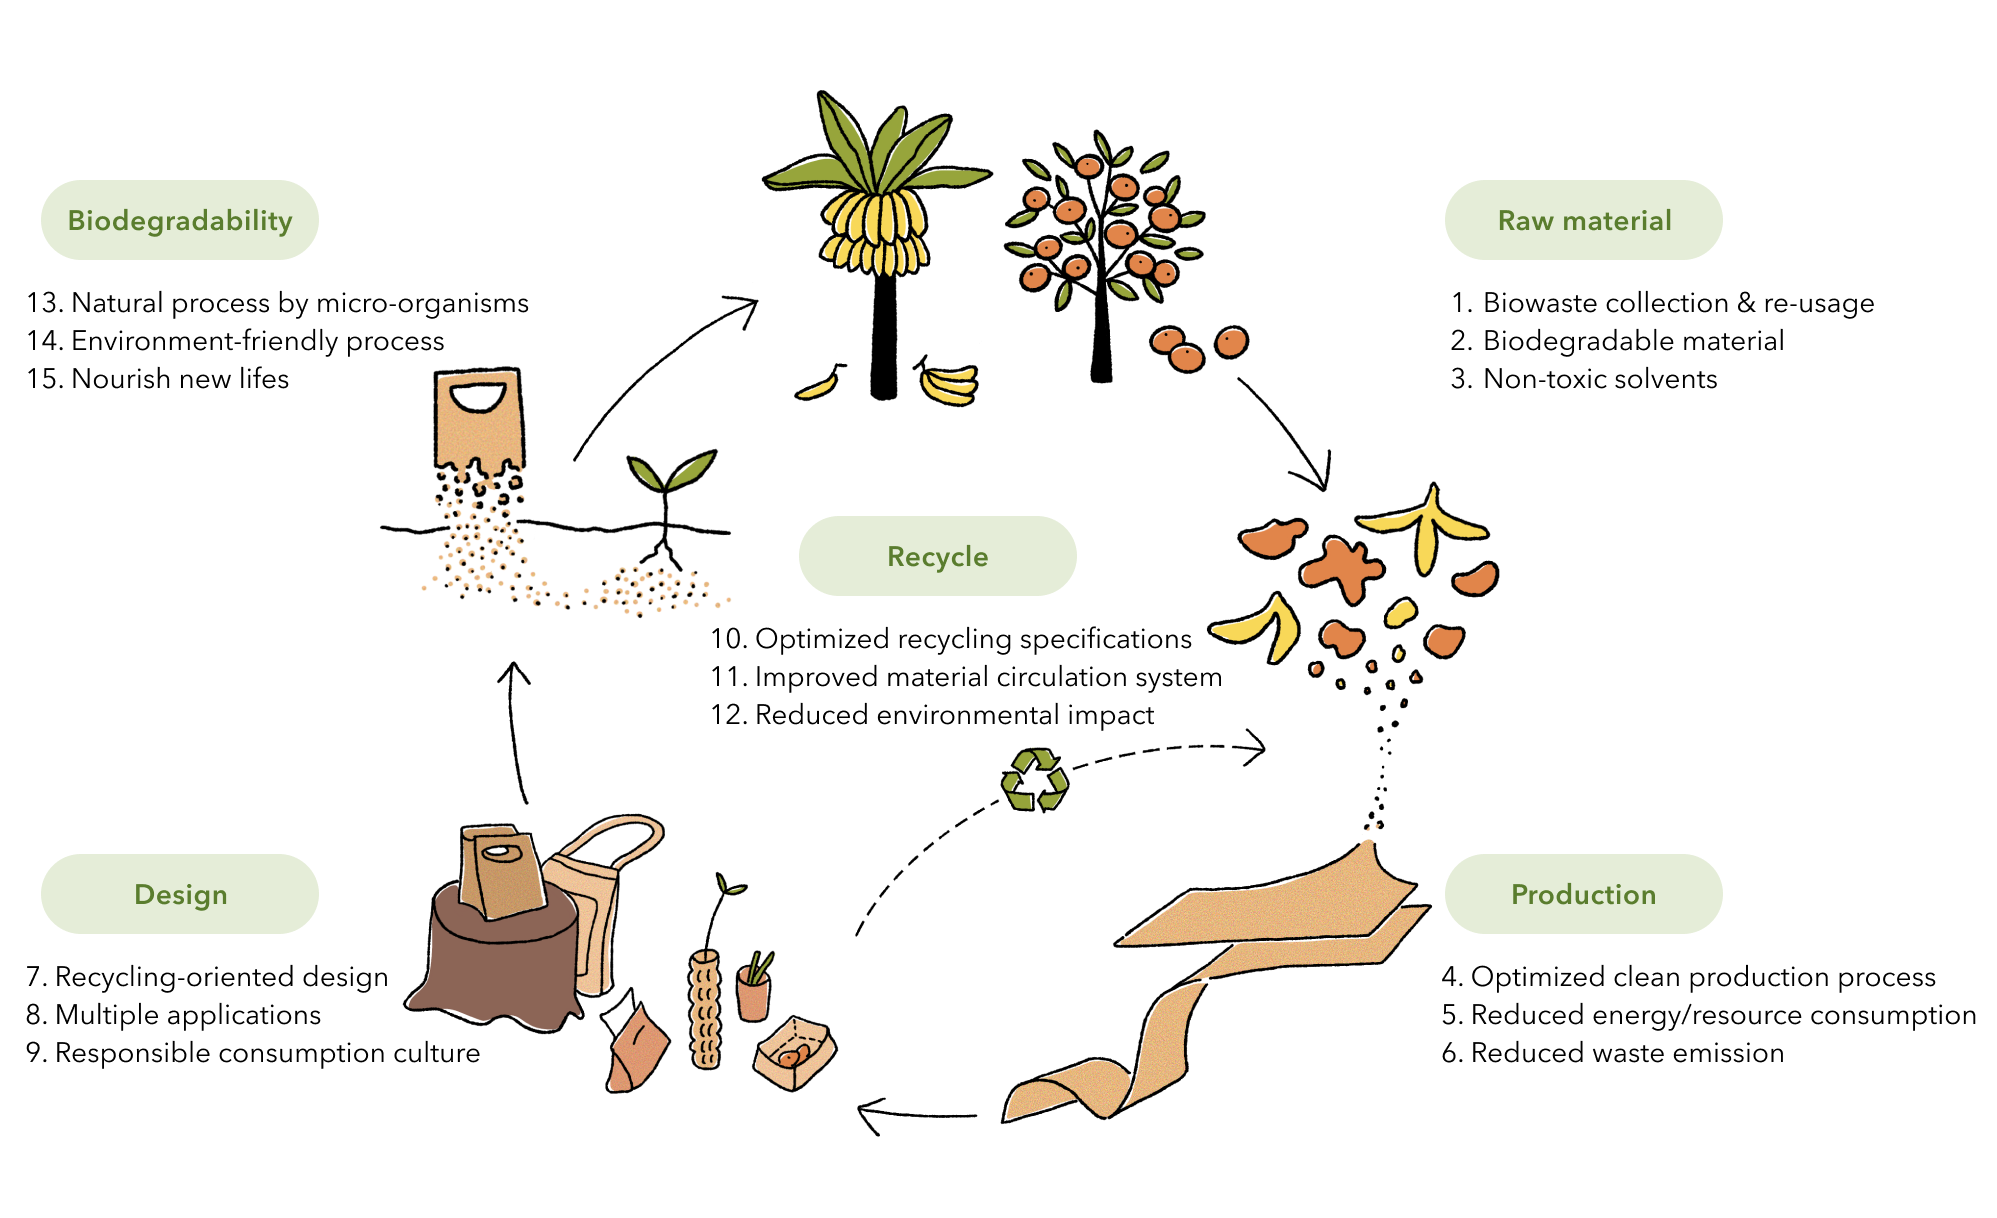 Biodegradability
13. Natural process by micro-organisms
14. Environment-friendly process
15. Nourish new lifes
Raw material
1. Biowaste collection & re-usage
2. Biodegradable material
3. Non-toxic solvents
Recycle
10. Optimized recycling specifications
11. Improved material circulation system
12. Reduced environmental impact
Design
7. Recycling-oriented design
8. Multiple applications
9. Responsible consumption culture
Production
4. Optimized clean production process
5. Reduced energy/resource consumption
6. Reduced waste emission